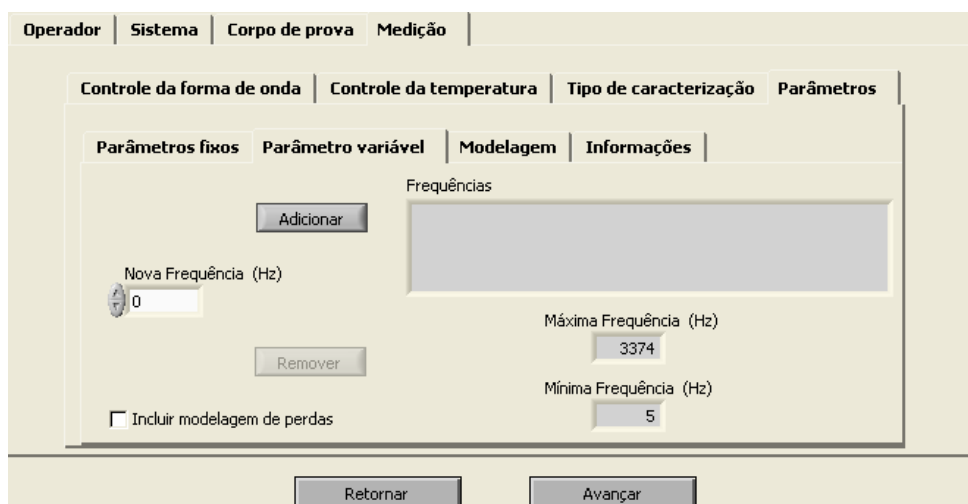 Operador Sistema Corpo de prova Medição
Controle da forma de onda Controle da temperatura Tipo de caracterização Parâmetros
Parâmetros fixos Parâmetro variável Modelagem Informações
Frequências
Adicionar
Nova Frequência (Hz)
0
Máxima Frequência (Hz)
3374
Remover
Mínima Frequência (Hz)
5
Incluir modelagem de perdas
Retornar Avançar